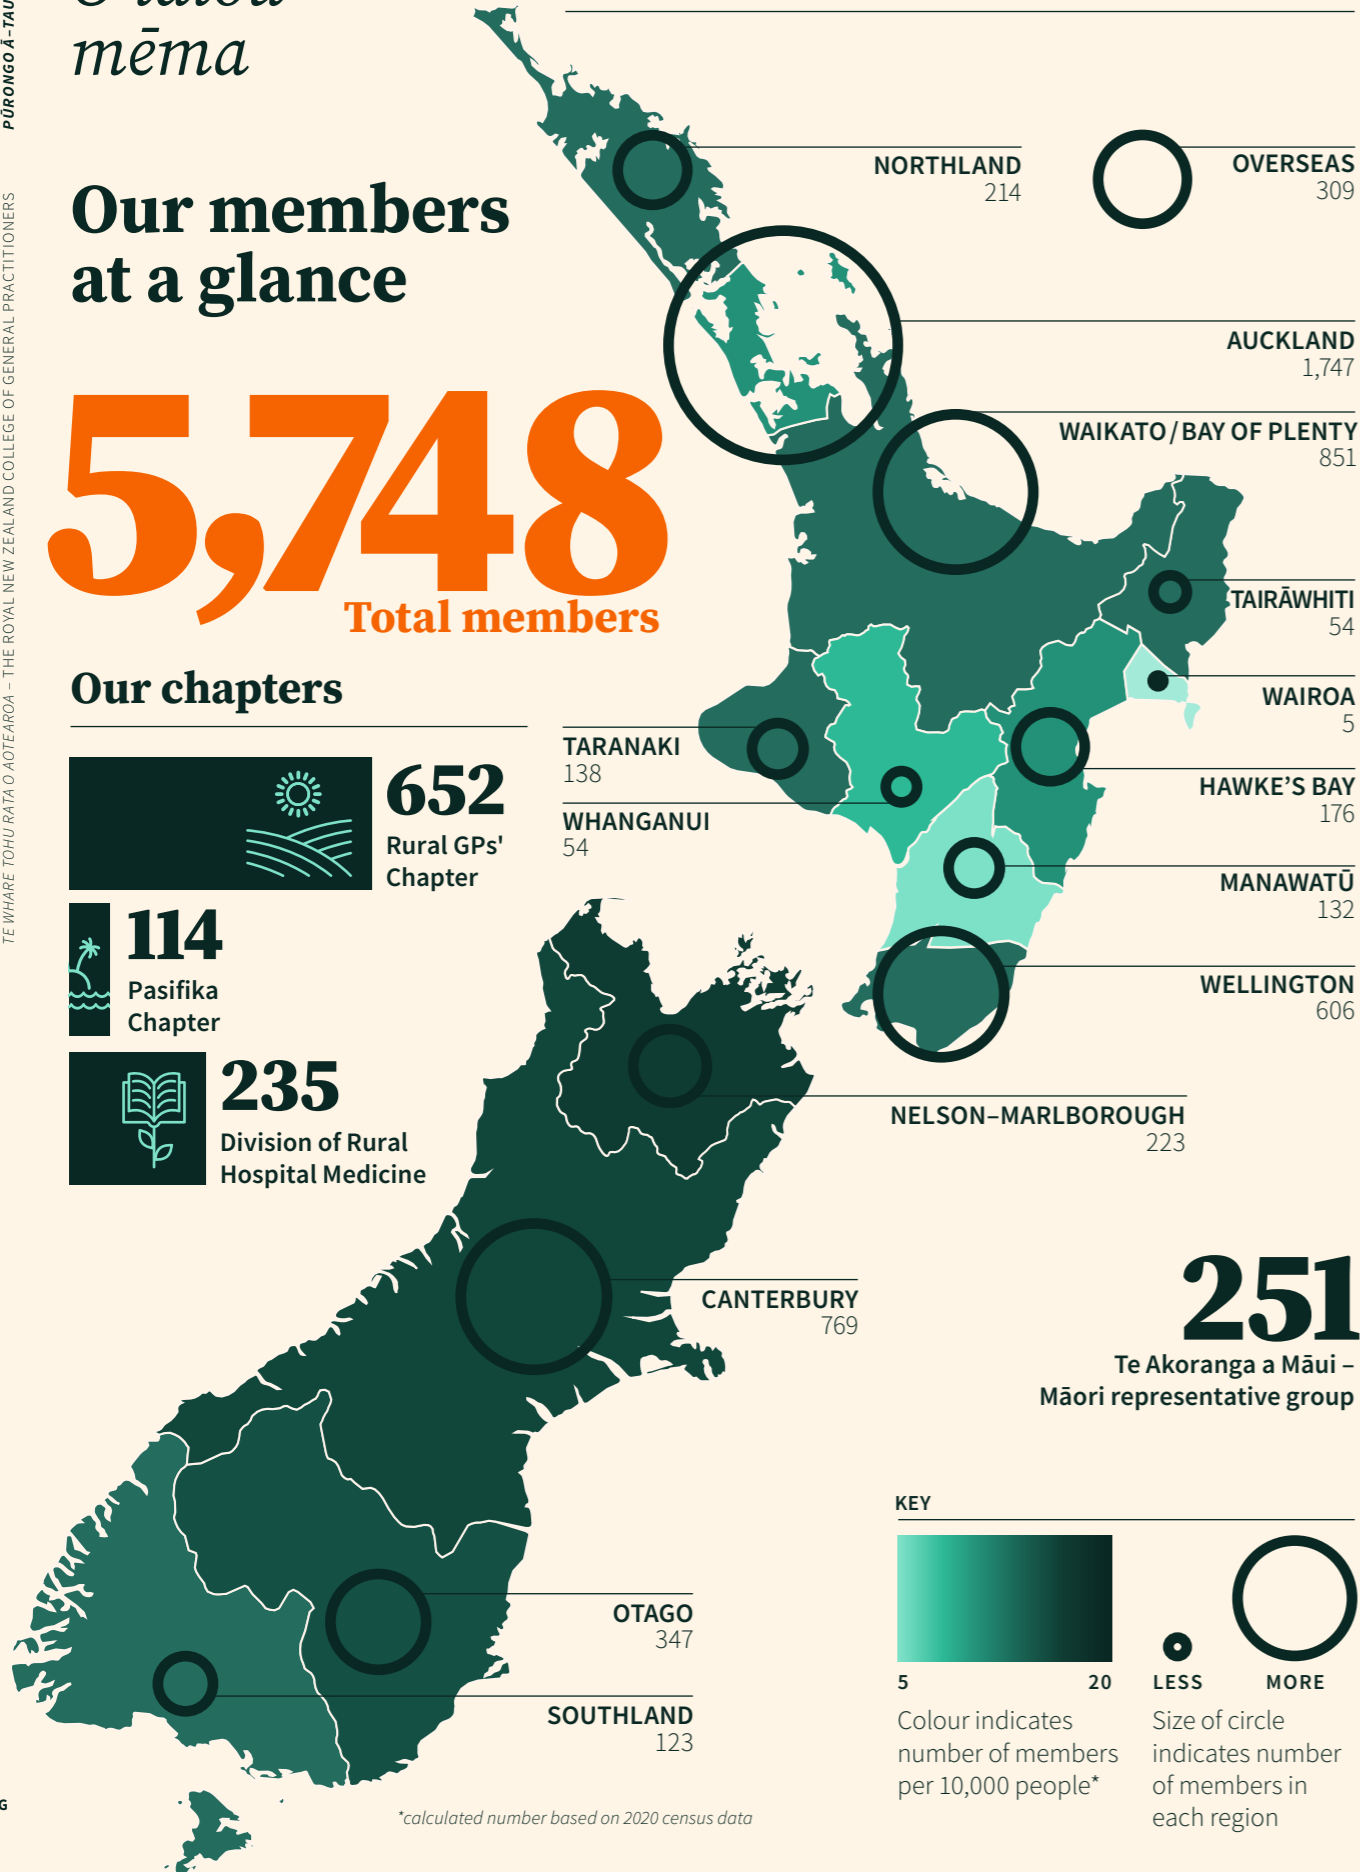 mēma
Our members
at a glance
5,748
Total members
Our chapters
652
Rural GPs'
Chapter
114
Pasifika
Chapter
235
Division of Rural
Hospital Medicine
NORTHLAND
214
OVERSEAS
309
AUCKLAND
1,747
WAIKATO/BAY OF PLENTY
851
TAIRĀWHITI
54
WAIROA
5
TARANAKI
138
HAWKE'S BAY
176
WHANGANUI
54
MANAWATŪ
132
WELLINGTON
606
NELSON–MARLBOROUGH
223
CANTERBURY
769
251
Te Akoranga a Māui –
Māori representative group
OTAGO
347
SOUTHLAND
123
KEY
5 20
Colour indicates
number of members
per 10,000 people*
LESS MORE
Size of circle
indicates number
of members in
each region
*calculated number based on 2020 census data
TE WHARE TOHU RATA O AOTEAROA – THE ROYAL NEW ZEALAND COLLEGE OF GENERAL PRACTITIONERS PŪRONGO Ā-TAU